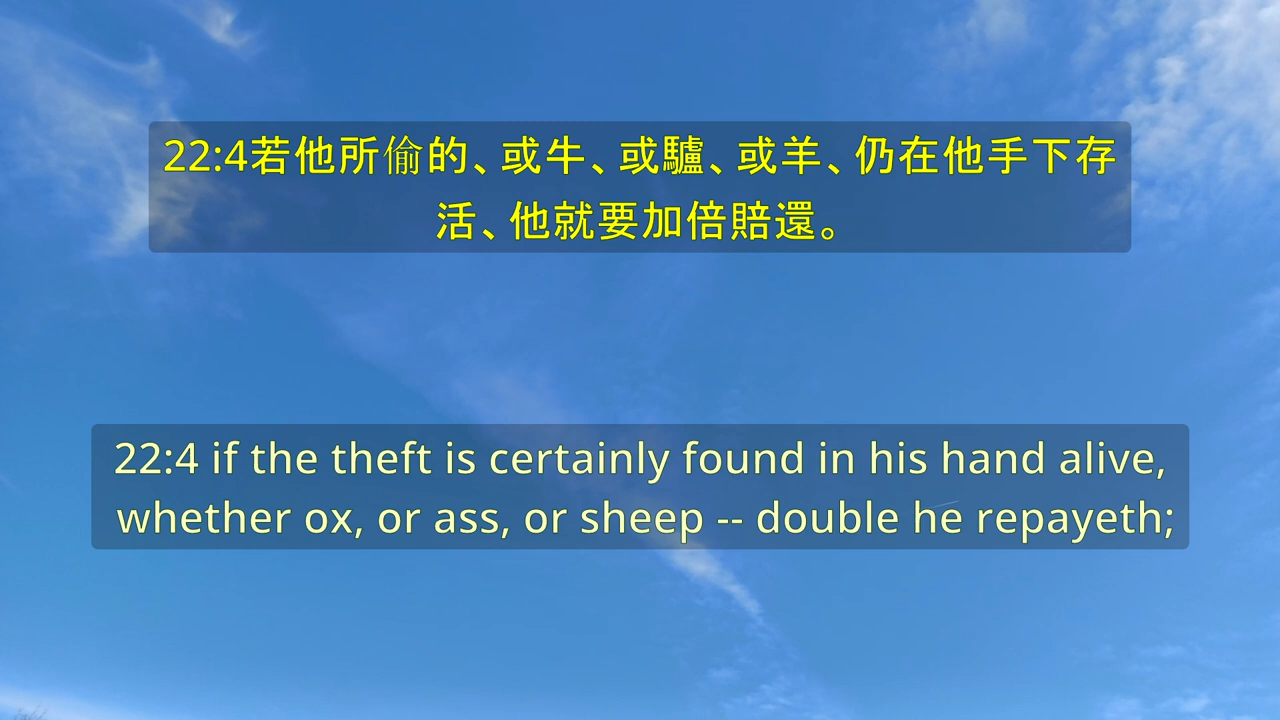 22:4若他所偷的、或牛、或驢、或羊、仍在他手下存
活、他就要加倍賠還。
22:4 if the theft is certainly found in his hand alive,
whether ox, or ass, or sheep -- double he repayeth;